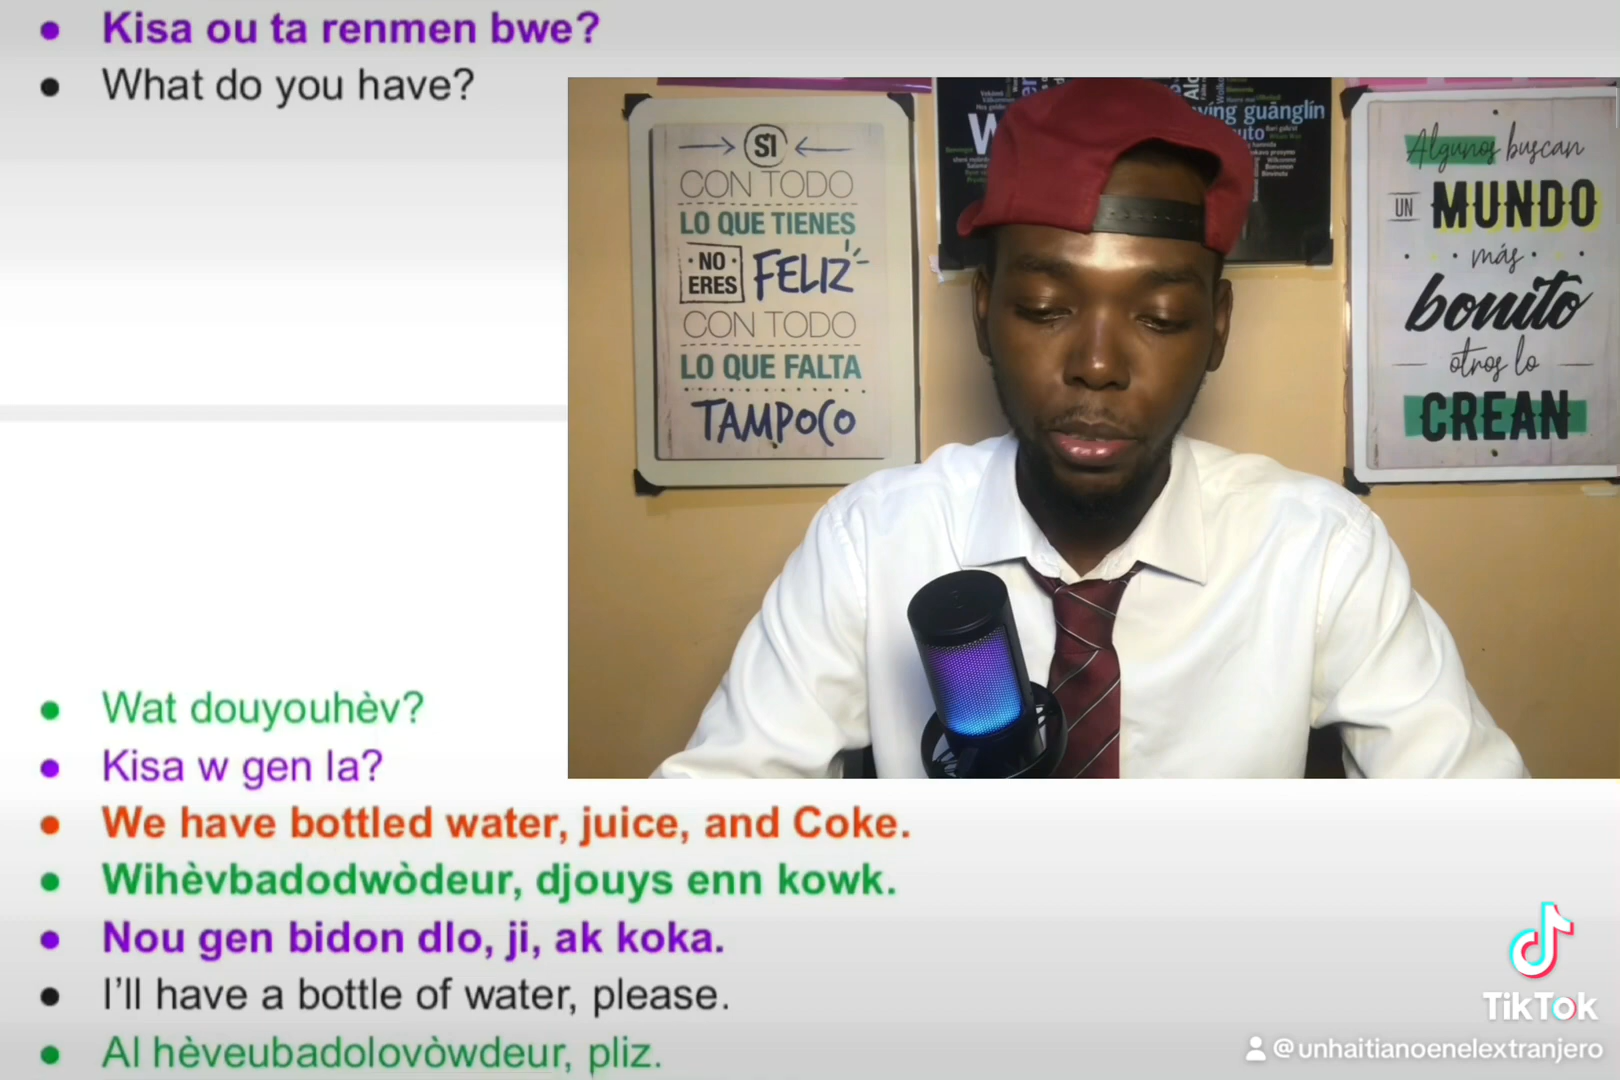 Kisa ou ta renmen bwe?
What do you have?
SI
CON TODO
LO QUE TIENES
NO ERES
FELIZ
CON TODO
LO QUE FALTA
TAMPOCO
ying guānglín
Algunos buscan
UN MUNDO
más
bonito
otros lo
CREAN
Wat douyouhèv?
Kisa w gen la?
We have bottled water, juice, and Coke.
Wihèvbadodwòdeur, djouys enn kowk.
Nou gen bidon dlo, ji, ak koka.
I'll have a bottle of water, please.
Al hèveubadolovòwdeur, pliz.
TikTok
@unhaitianoenelextranjero